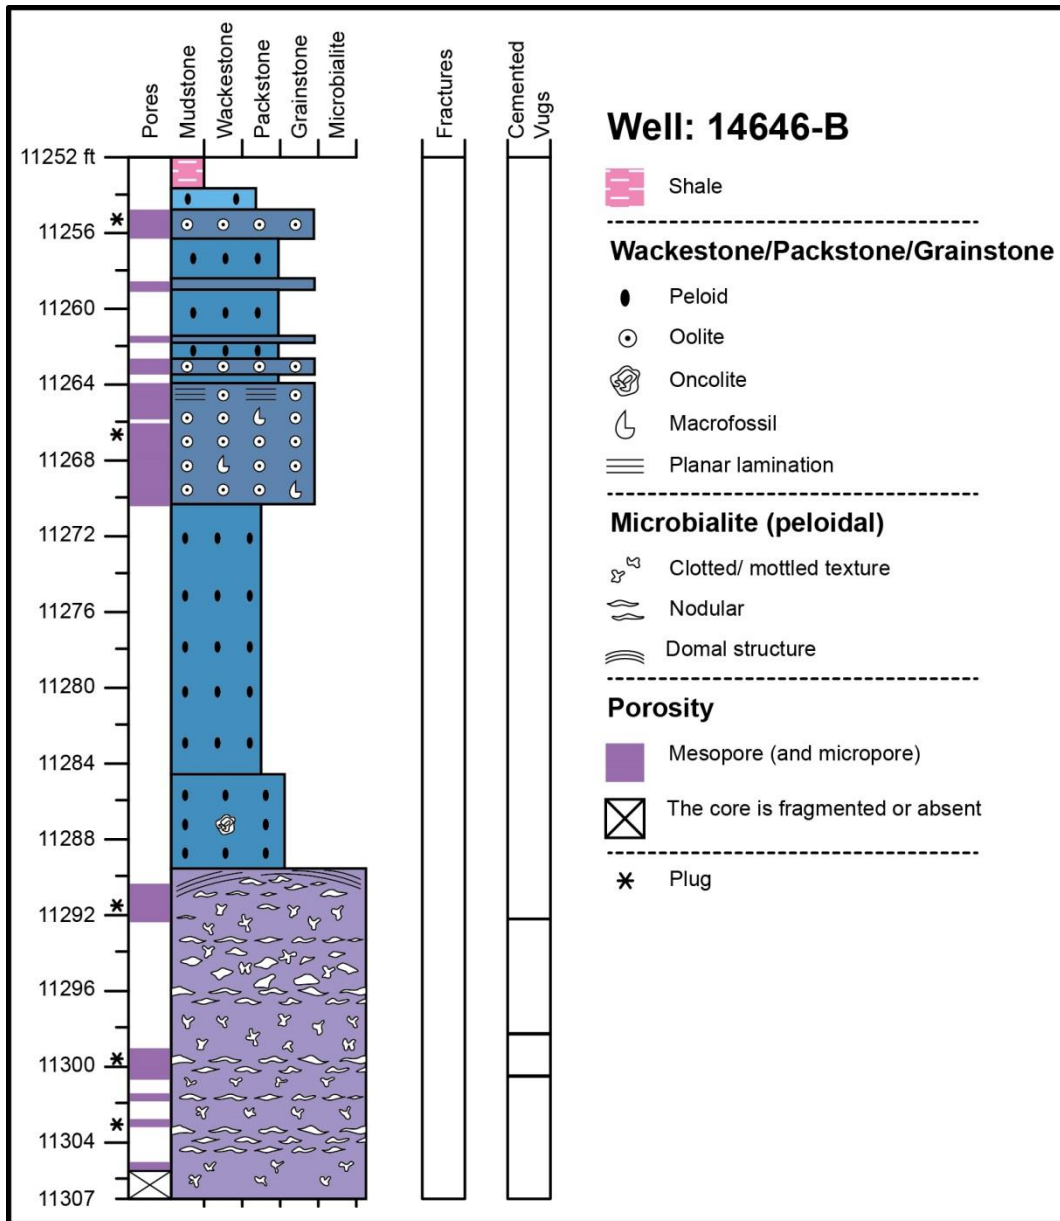 Pores
Mudstone
Wackestone
Packstone
Grainstone
Microbialite
Fractures
Cemented
Vugs
11252 ft
11256
11260
11264
11268
11272
11276
11280
11284
11288
11292
11296
11300
11304
11307
Well: 14646-B
Shale
Wackestone/Packstone/Grainstone
Peloid
Oolite
Oncolite
Macrofossil
Planar lamination
Microbialite (peloidal)
Clotted/ mottled texture
Nodular
Domal structure
Porosity
Mesopore (and micropore)
The core is fragmented or absent
Plug